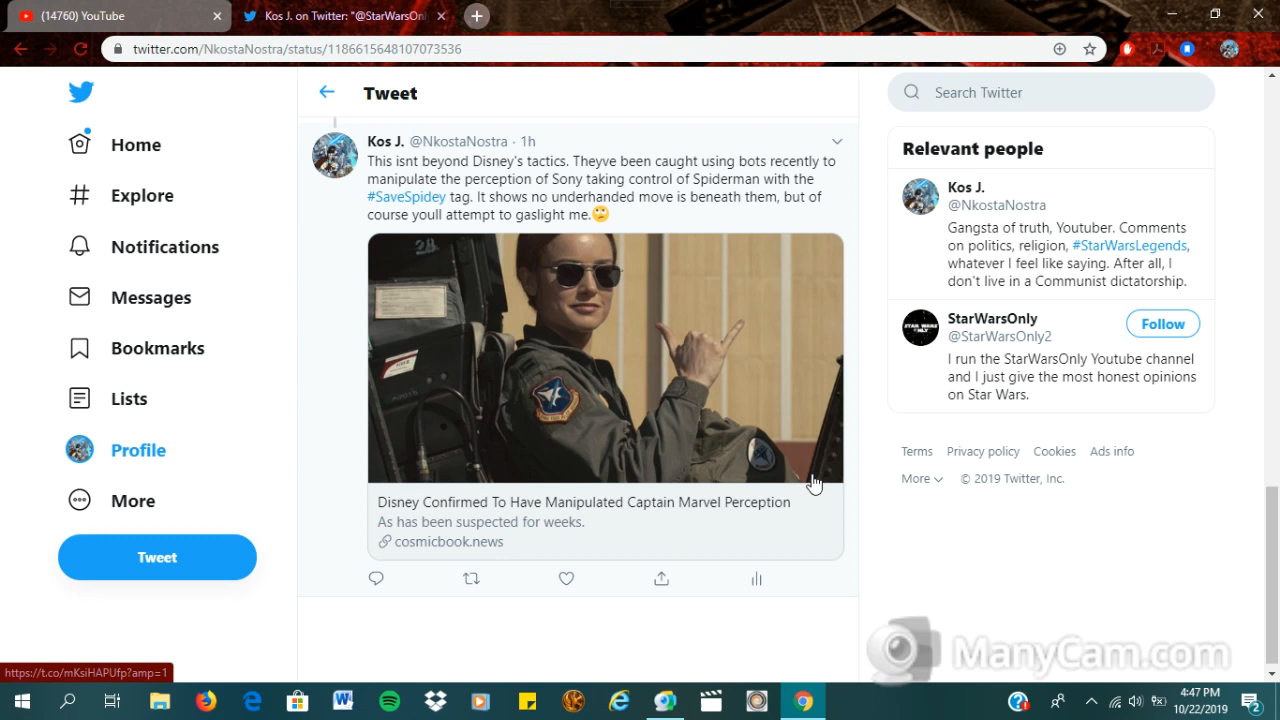 (14760) YouTube
Kos J. on Twitter: "@StarWarsOnl
twitter.com/NkostaNostra/status/1186615648107073536
Home
Explore
Notifications
Messages
Bookmarks
Lists
Profile
More
Tweet
Tweet
Kos J. @NkostaNostra · 1h
This isnt beyond Disney's tactics. Theyve been caught using bots recently to
manipulate the perception of Sony taking control of Spiderman with the
#SaveSpidey tag. It shows no underhanded move is beneath them, but of
course youll attempt to gaslight me.🙄
28
Disney Confirmed To Have Manipulated Captain Marvel Perception
As has been suspected for weeks.
cosmicbook.news
Search Twitter
Relevant people
Kos J.
@NkostaNostra
Gangsta of truth, Youtuber. Comments
on politics, religion, #StarWarsLegends,
whatever I feel like saying. After all, I
don't live in a Communist dictatorship.
StarWarsOnly
@StarWarsOnly2
Follow
I run the StarWarsOnly Youtube channel
and I just give the most honest opinions
on Star Wars.
Terms Privacy policy Cookies Ads info
More © 2019 Twitter, Inc.
ManyCam.com
https://t.co/mKsiHAPUfp?amp=1
4:47 PM
10/22/2019
2